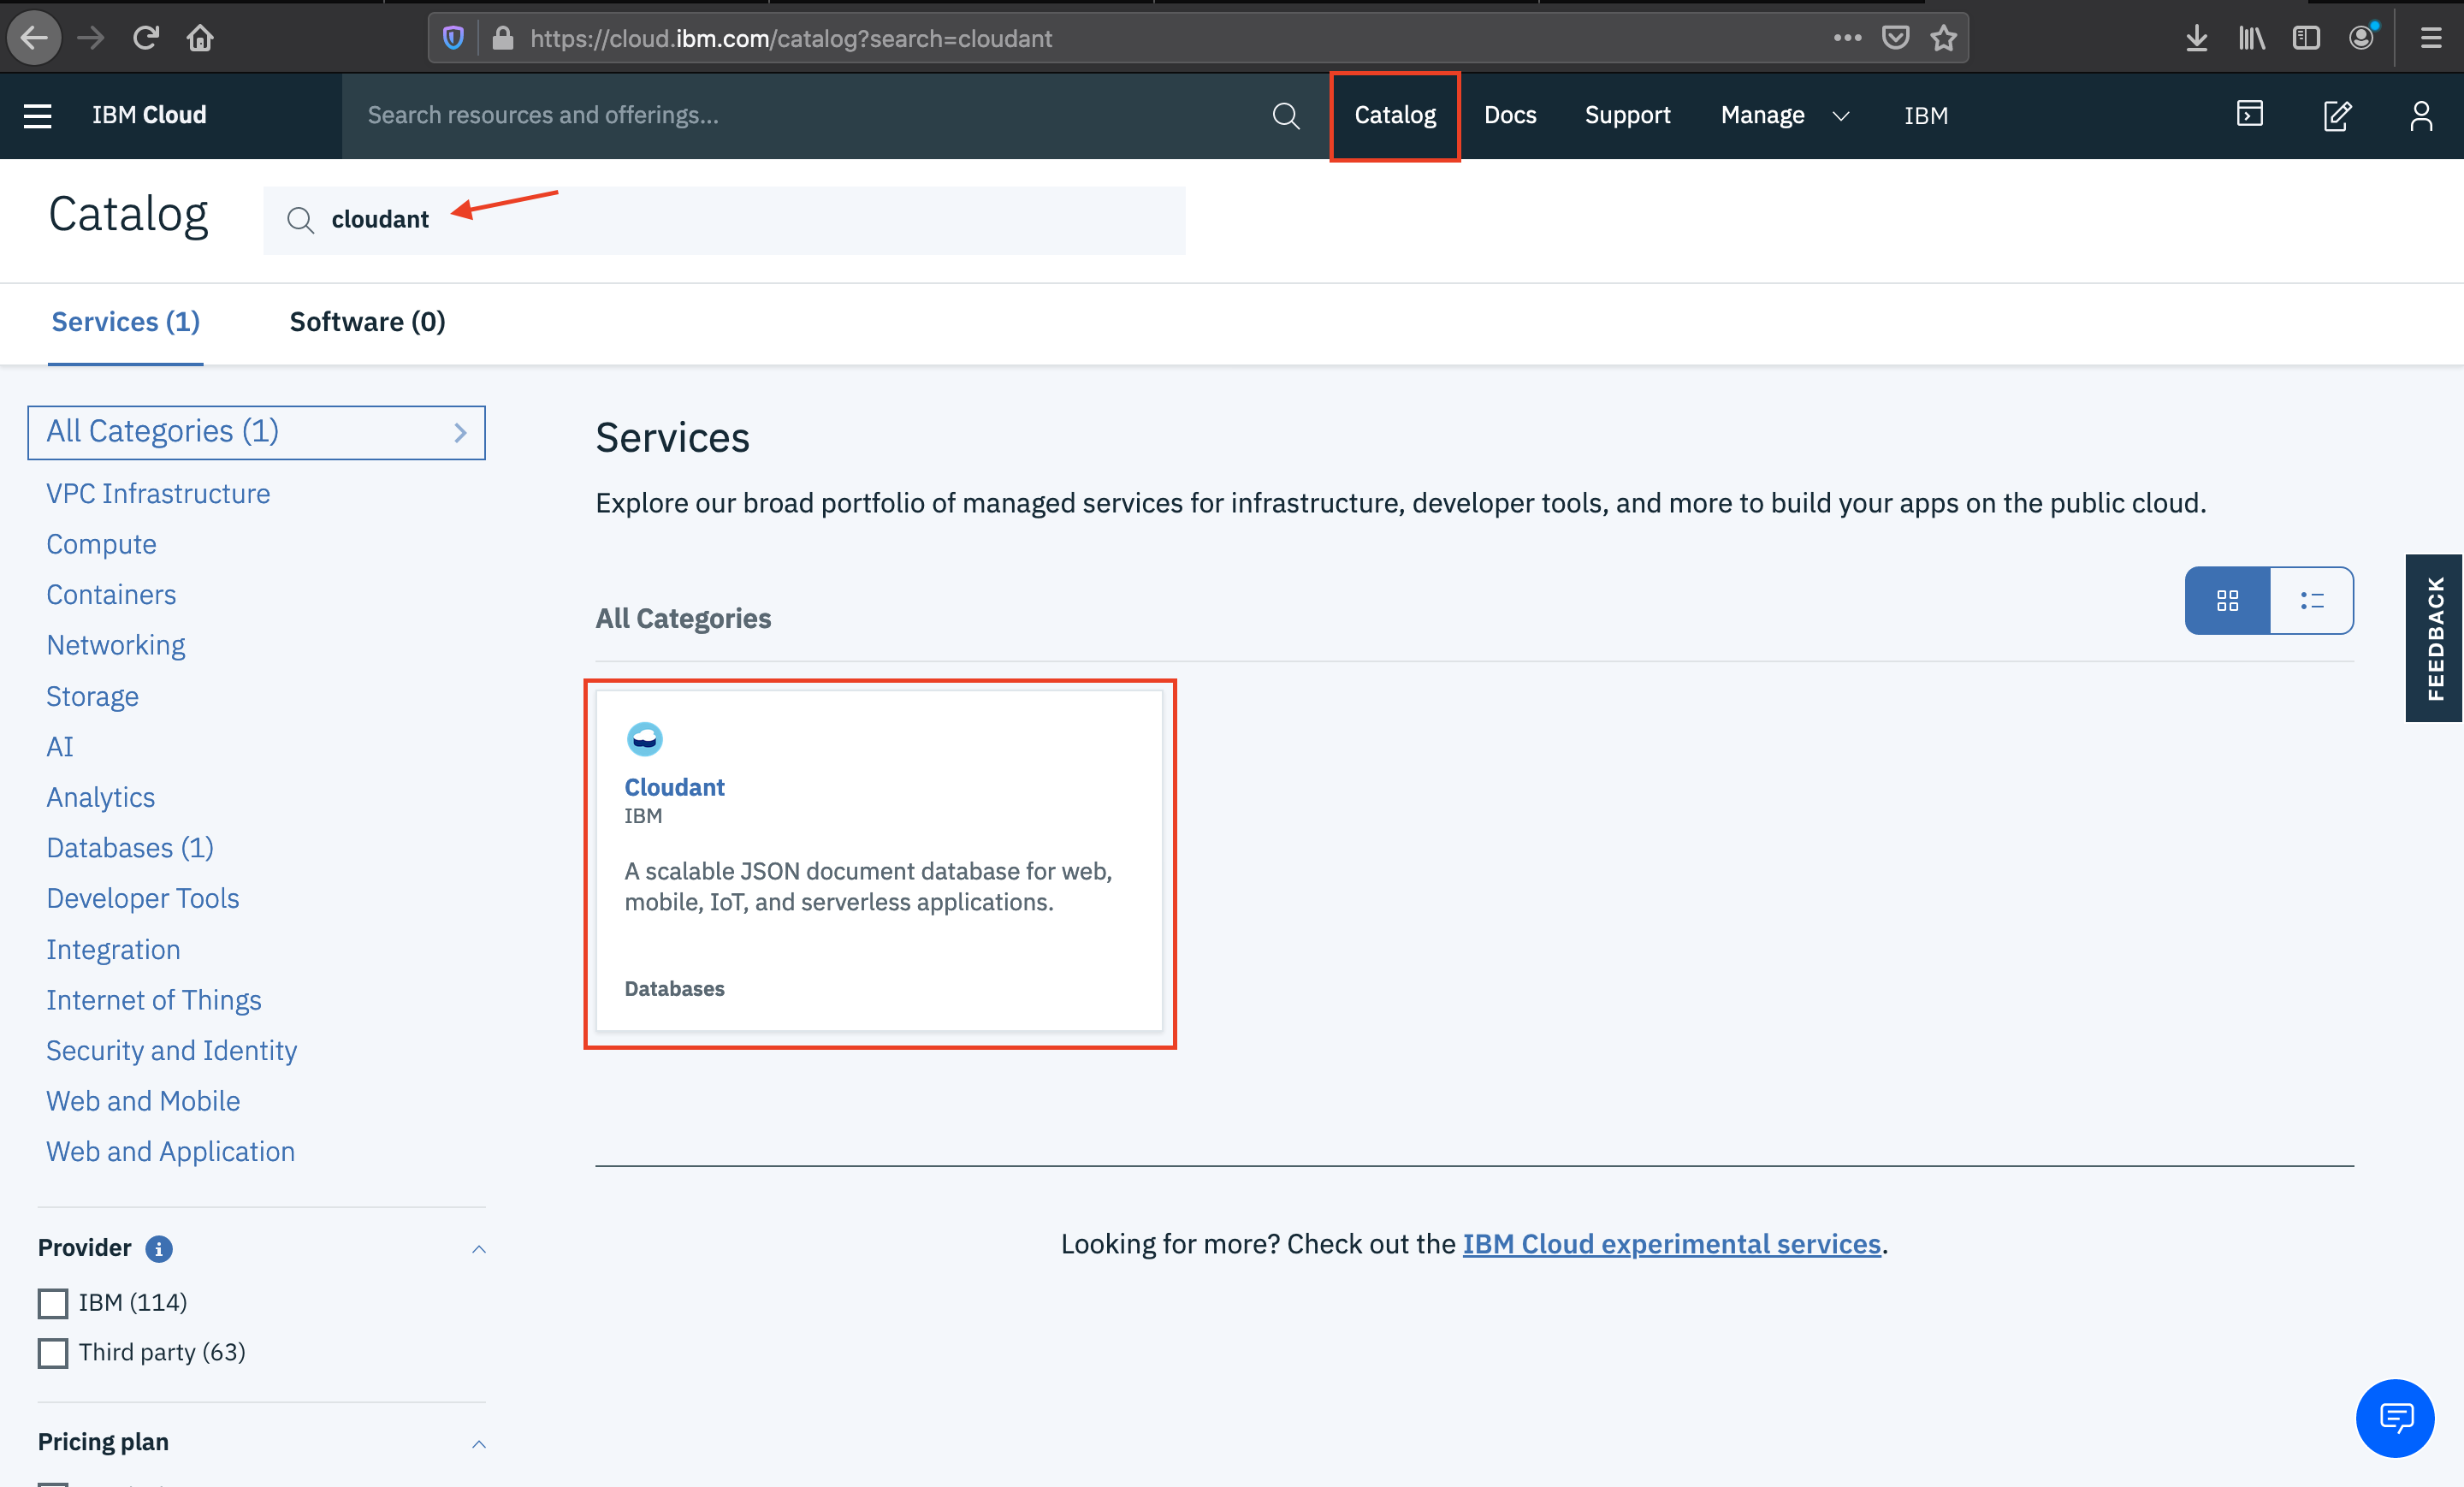 https://cloud.ibm.com/catalog?search=cloudant
IBM Cloud
Search resources and offerings...
Catalog
Docs
Support
Manage
IBM
Catalog
cloudant
Services (1)
Software (0)
All Categories (1)
VPC Infrastructure
Compute
Containers
Networking
Storage
AI
Analytics
Databases (1)
Developer Tools
Integration
Internet of Things
Security and Identity
Web and Mobile
Web and Application
Provider
IBM (114)
Third party (63)
Pricing plan
Services
Explore our broad portfolio of managed services for infrastructure, developer tools, and more to build your apps on the public cloud.
All Categories
Cloudant
IBM
A scalable JSON document database for web,
mobile, IoT, and serverless applications.
Databases
Looking for more? Check out the IBM Cloud experimental services.
FEEDBACK